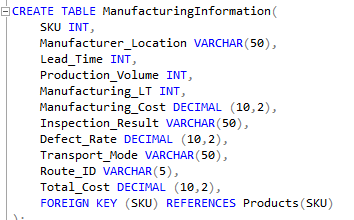 CREATE TABLE ManufacturingInformation(
SKU INT,
Manufacturer_Location VARCHAR(50),
Lead_Time INT,
Production_Volume INT,
Manufacturing_LT INT,
Manufacturing_Cost DECIMAL (10,2),
Inspection_Result VARCHAR(50),
Defect_Rate DECIMAL (10,2),
Transport_Mode VARCHAR(50),
Route_ID VARCHAR(5),
Total_Cost DECIMAL (10,2),
FOREIGN KEY (SKU) REFERENCES Products(SKU)
);